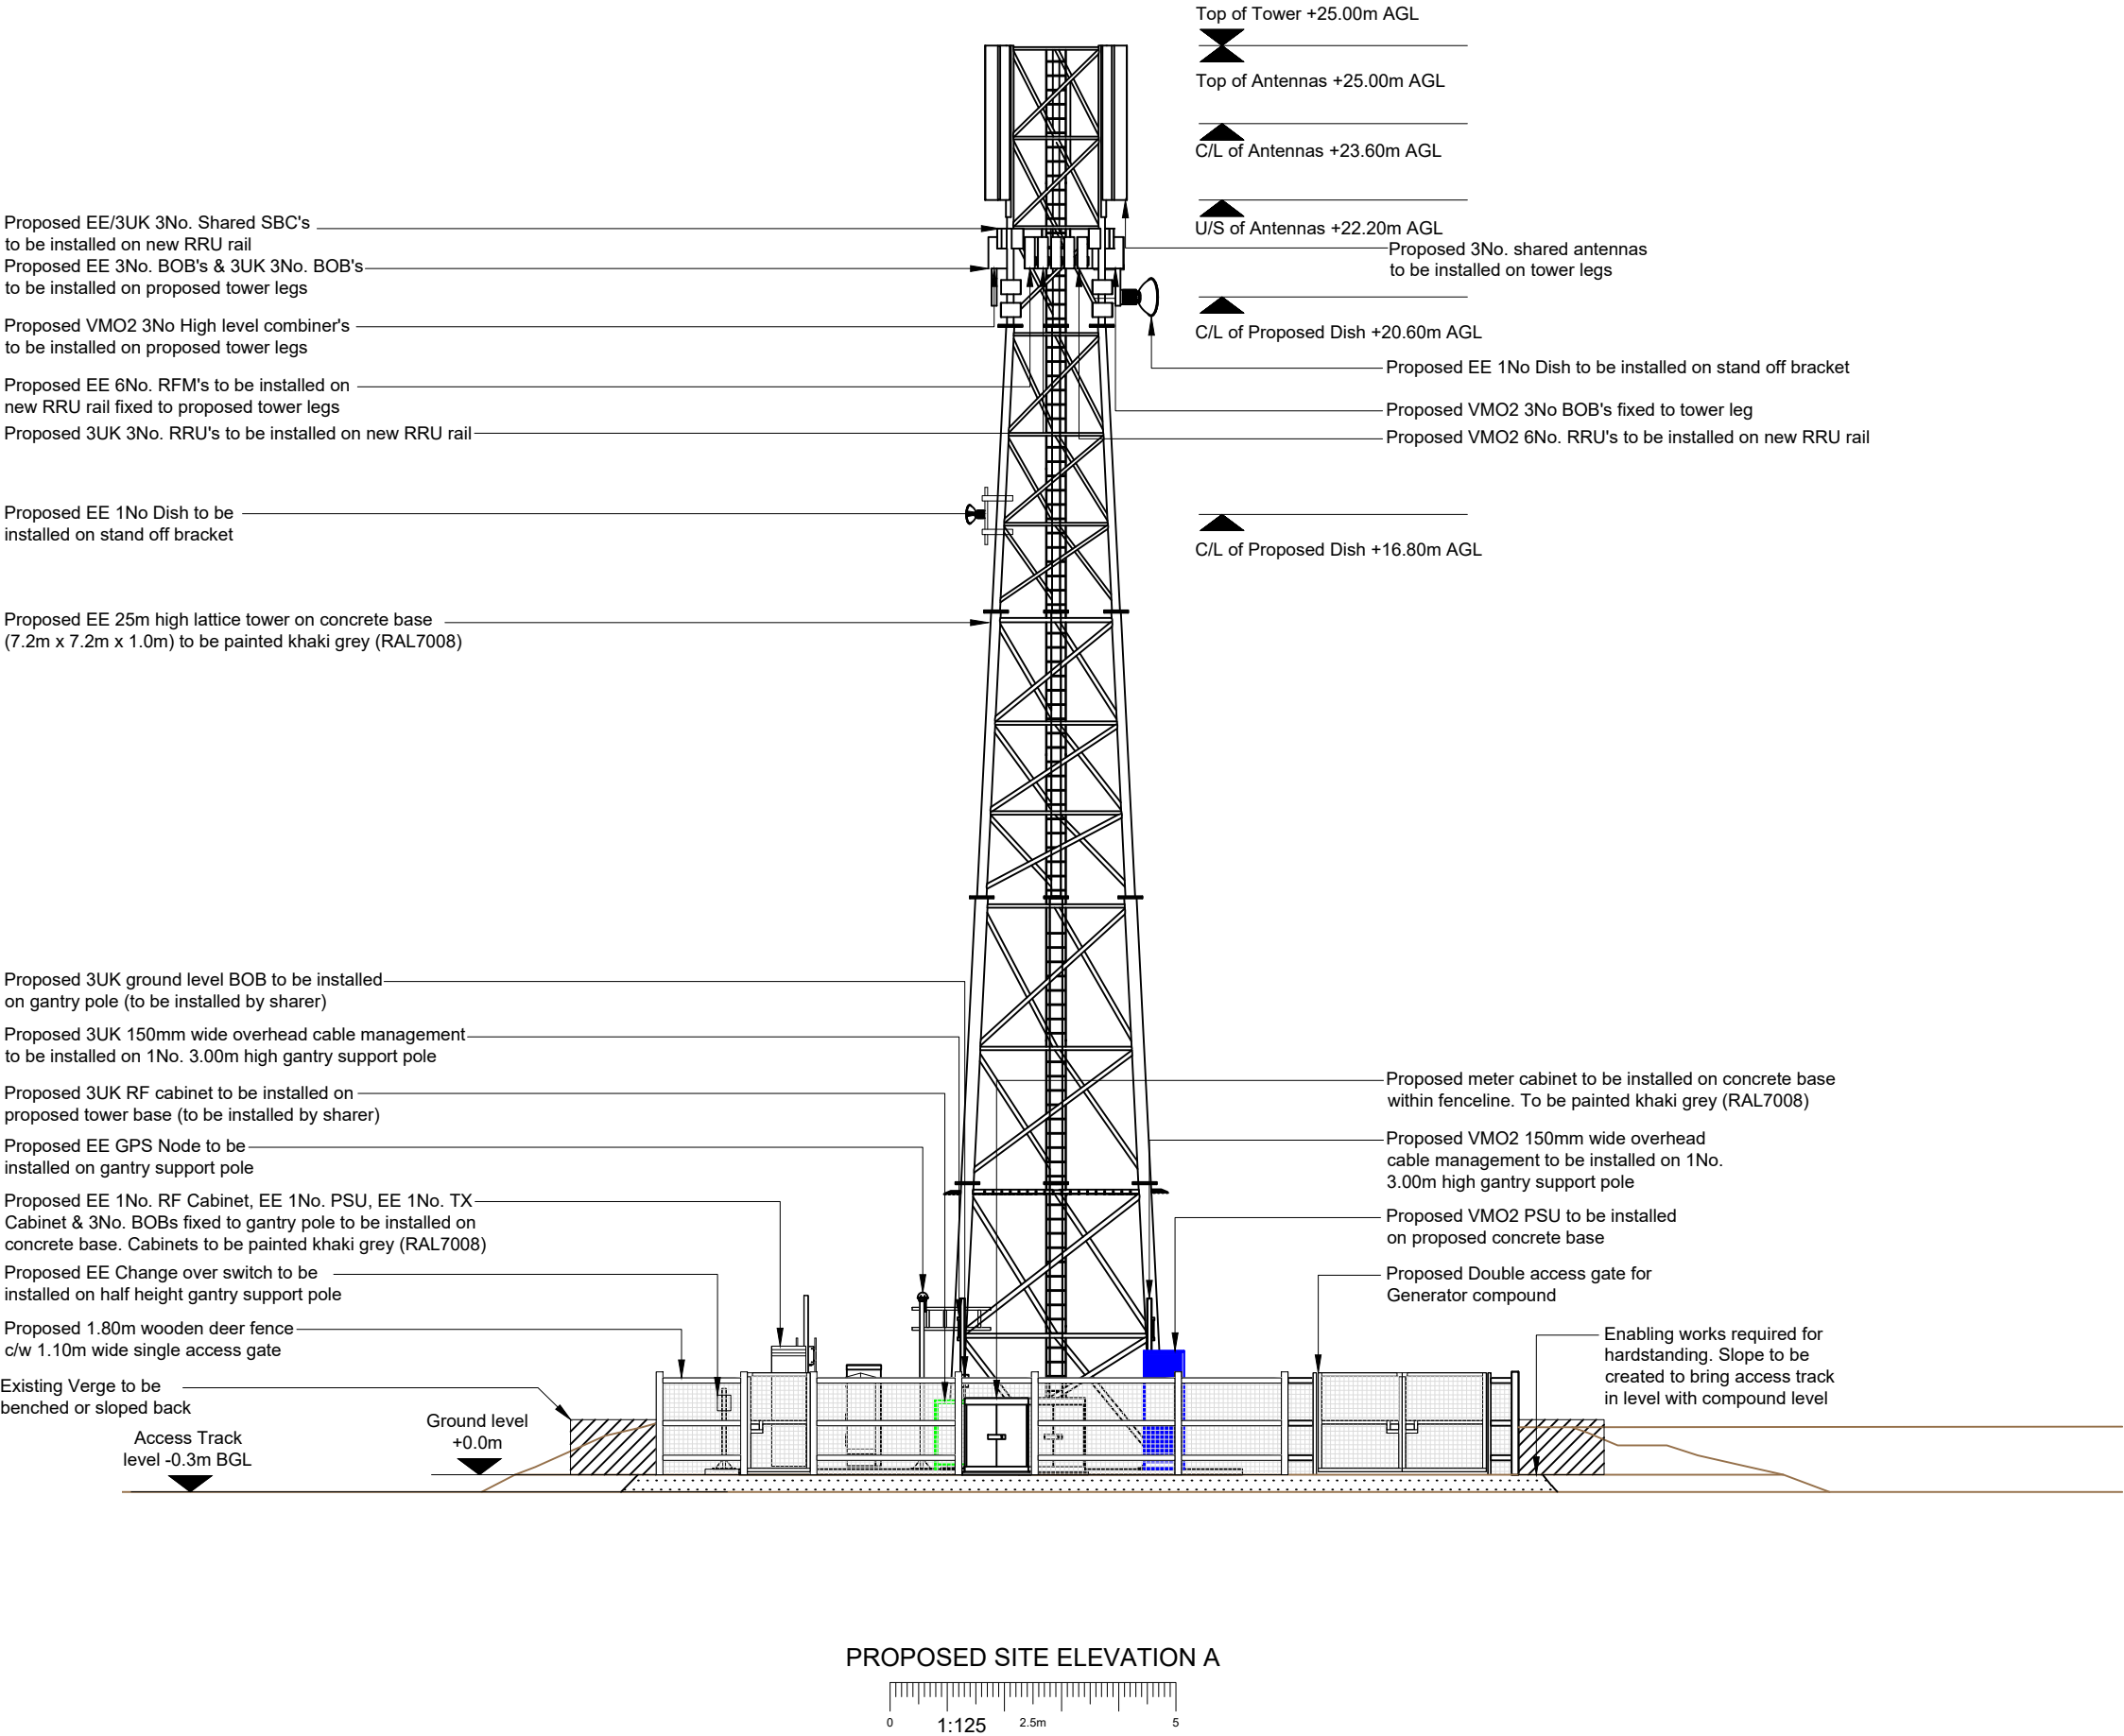 Top of Tower +25.00m AGL
Top of Antennas +25.00m AGL
C/L of Antennas +23.60m AGL
U/S of Antennas +22.20m AGL
Proposed 3No. shared antennas
to be installed on tower legs
C/L of Proposed Dish +20.60m AGL
Proposed EE 1No Dish to be installed on stand off bracket
Proposed VMO2 3No BOB's fixed to tower leg
Proposed VMO2 6No. RRU's to be installed on new RRU rail
C/L of Proposed Dish +16.80m AGL
Proposed EE/3UK 3No. Shared SBC's
to be installed on new RRU rail
Proposed EE 3No. BOB's & 3UK 3No. BOB's
to be installed on proposed tower legs
Proposed VMO2 3No High level combiner's
to be installed on proposed tower legs
Proposed EE 6No. RFM's to be installed on
new RRU rail fixed to proposed tower legs
Proposed 3UK 3No. RRU's to be installed on new RRU rail
Proposed EE 1No Dish to be
installed on stand off bracket
Proposed EE 25m high lattice tower on concrete base
(7.2m x 7.2m x 1.0m) to be painted khaki grey (RAL7008)
Proposed 3UK ground level BOB to be installed
on gantry pole (to be installed by sharer)
Proposed 3UK 150mm wide overhead cable management
to be installed on 1No. 3.00m high gantry support pole
Proposed 3UK RF cabinet to be installed on
proposed tower base (to be installed by sharer)
Proposed EE GPS Node to be
installed on gantry support pole
Proposed EE 1No. RF Cabinet, EE 1No. PSU, EE 1No. TX
Cabinet & 3No. BOBs fixed to gantry pole to be installed on
concrete base. Cabinets to be painted khaki grey (RAL7008)
Proposed EE Change over switch to be
installed on half height gantry support pole
Proposed 1.80m wooden deer fence
c/w 1.10m wide single access gate
Existing Verge to be
benched or sloped back
Access Track
level -0.3m BGL
Ground level
+0.0m
Proposed meter cabinet to be installed on concrete base
within fenceline. To be painted khaki grey (RAL7008)
Proposed VMO2 150mm wide overhead
cable management to be installed on 1No.
3.00m high gantry support pole
Proposed VMO2 PSU to be installed
on proposed concrete base
Proposed Double access gate for
Generator compound
Enabling works required for
hardstanding. Slope to be
created to bring access track
in level with compound level
PROPOSED SITE ELEVATION A
0 1:125 2.5m 5